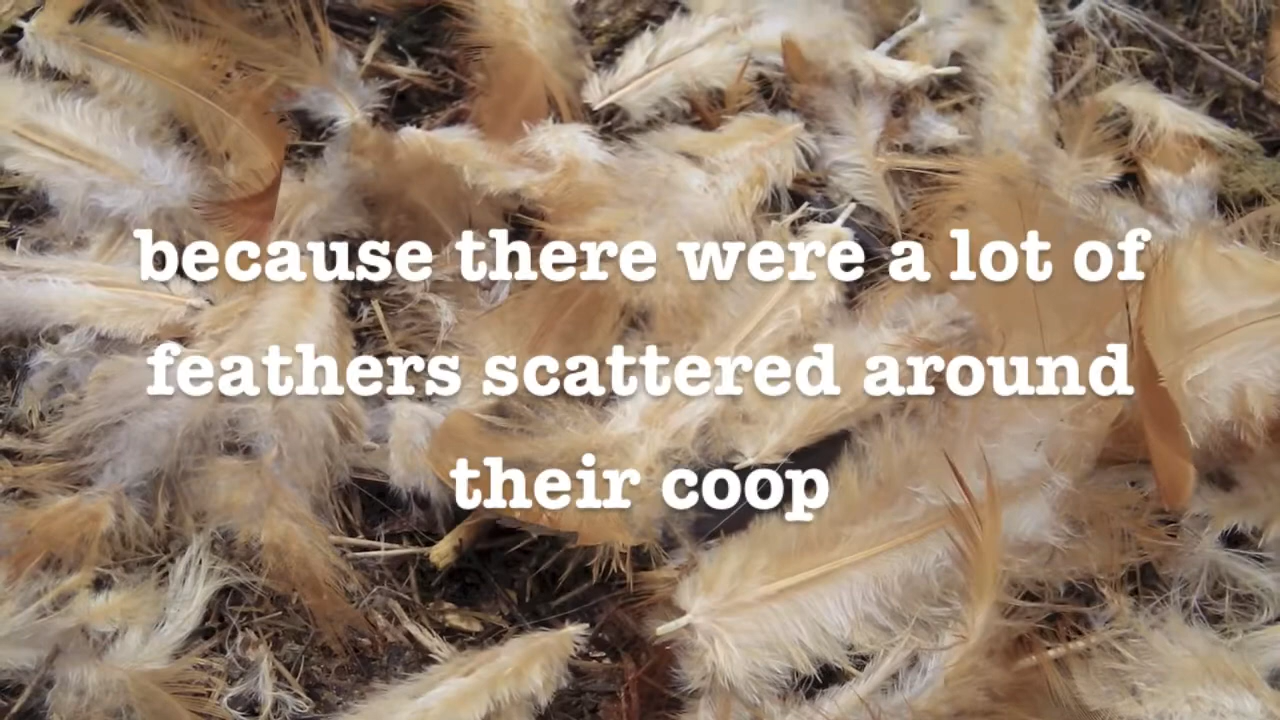 because there were a lot of
feathers scattered around
their coop